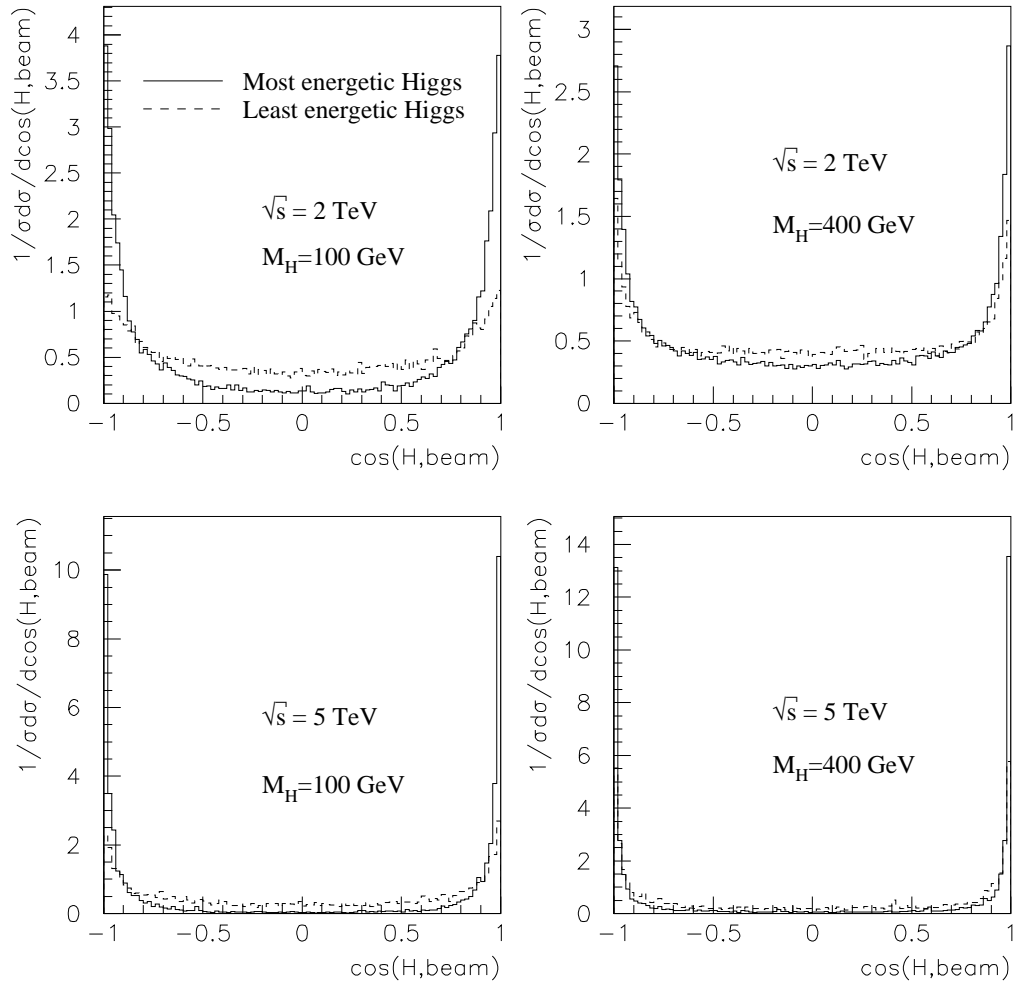 1/σdσ/dcos(H,beam)
4
3.5
3
2.5
2
1.5
1
0.5
0
Most energetic Higgs
Least energetic Higgs
√s = 2 TeV
M_H=100 GeV
−1 −0.5 0 0.5 1
cos(H,beam)
1/σdσ/dcos(H,beam)
3
2.5
2
1.5
1
0.5
0
√s = 2 TeV
M_H=400 GeV
−1 −0.5 0 0.5 1
cos(H,beam)
1/σdσ/dcos(H,beam)
10
8
6
4
2
0
√s = 5 TeV
M_H=100 GeV
−1 −0.5 0 0.5 1
cos(H,beam)
1/σdσ/dcos(H,beam)
14
12
10
8
6
4
2
0
√s = 5 TeV
M_H=400 GeV
−1 −0.5 0 0.5 1
cos(H,beam)